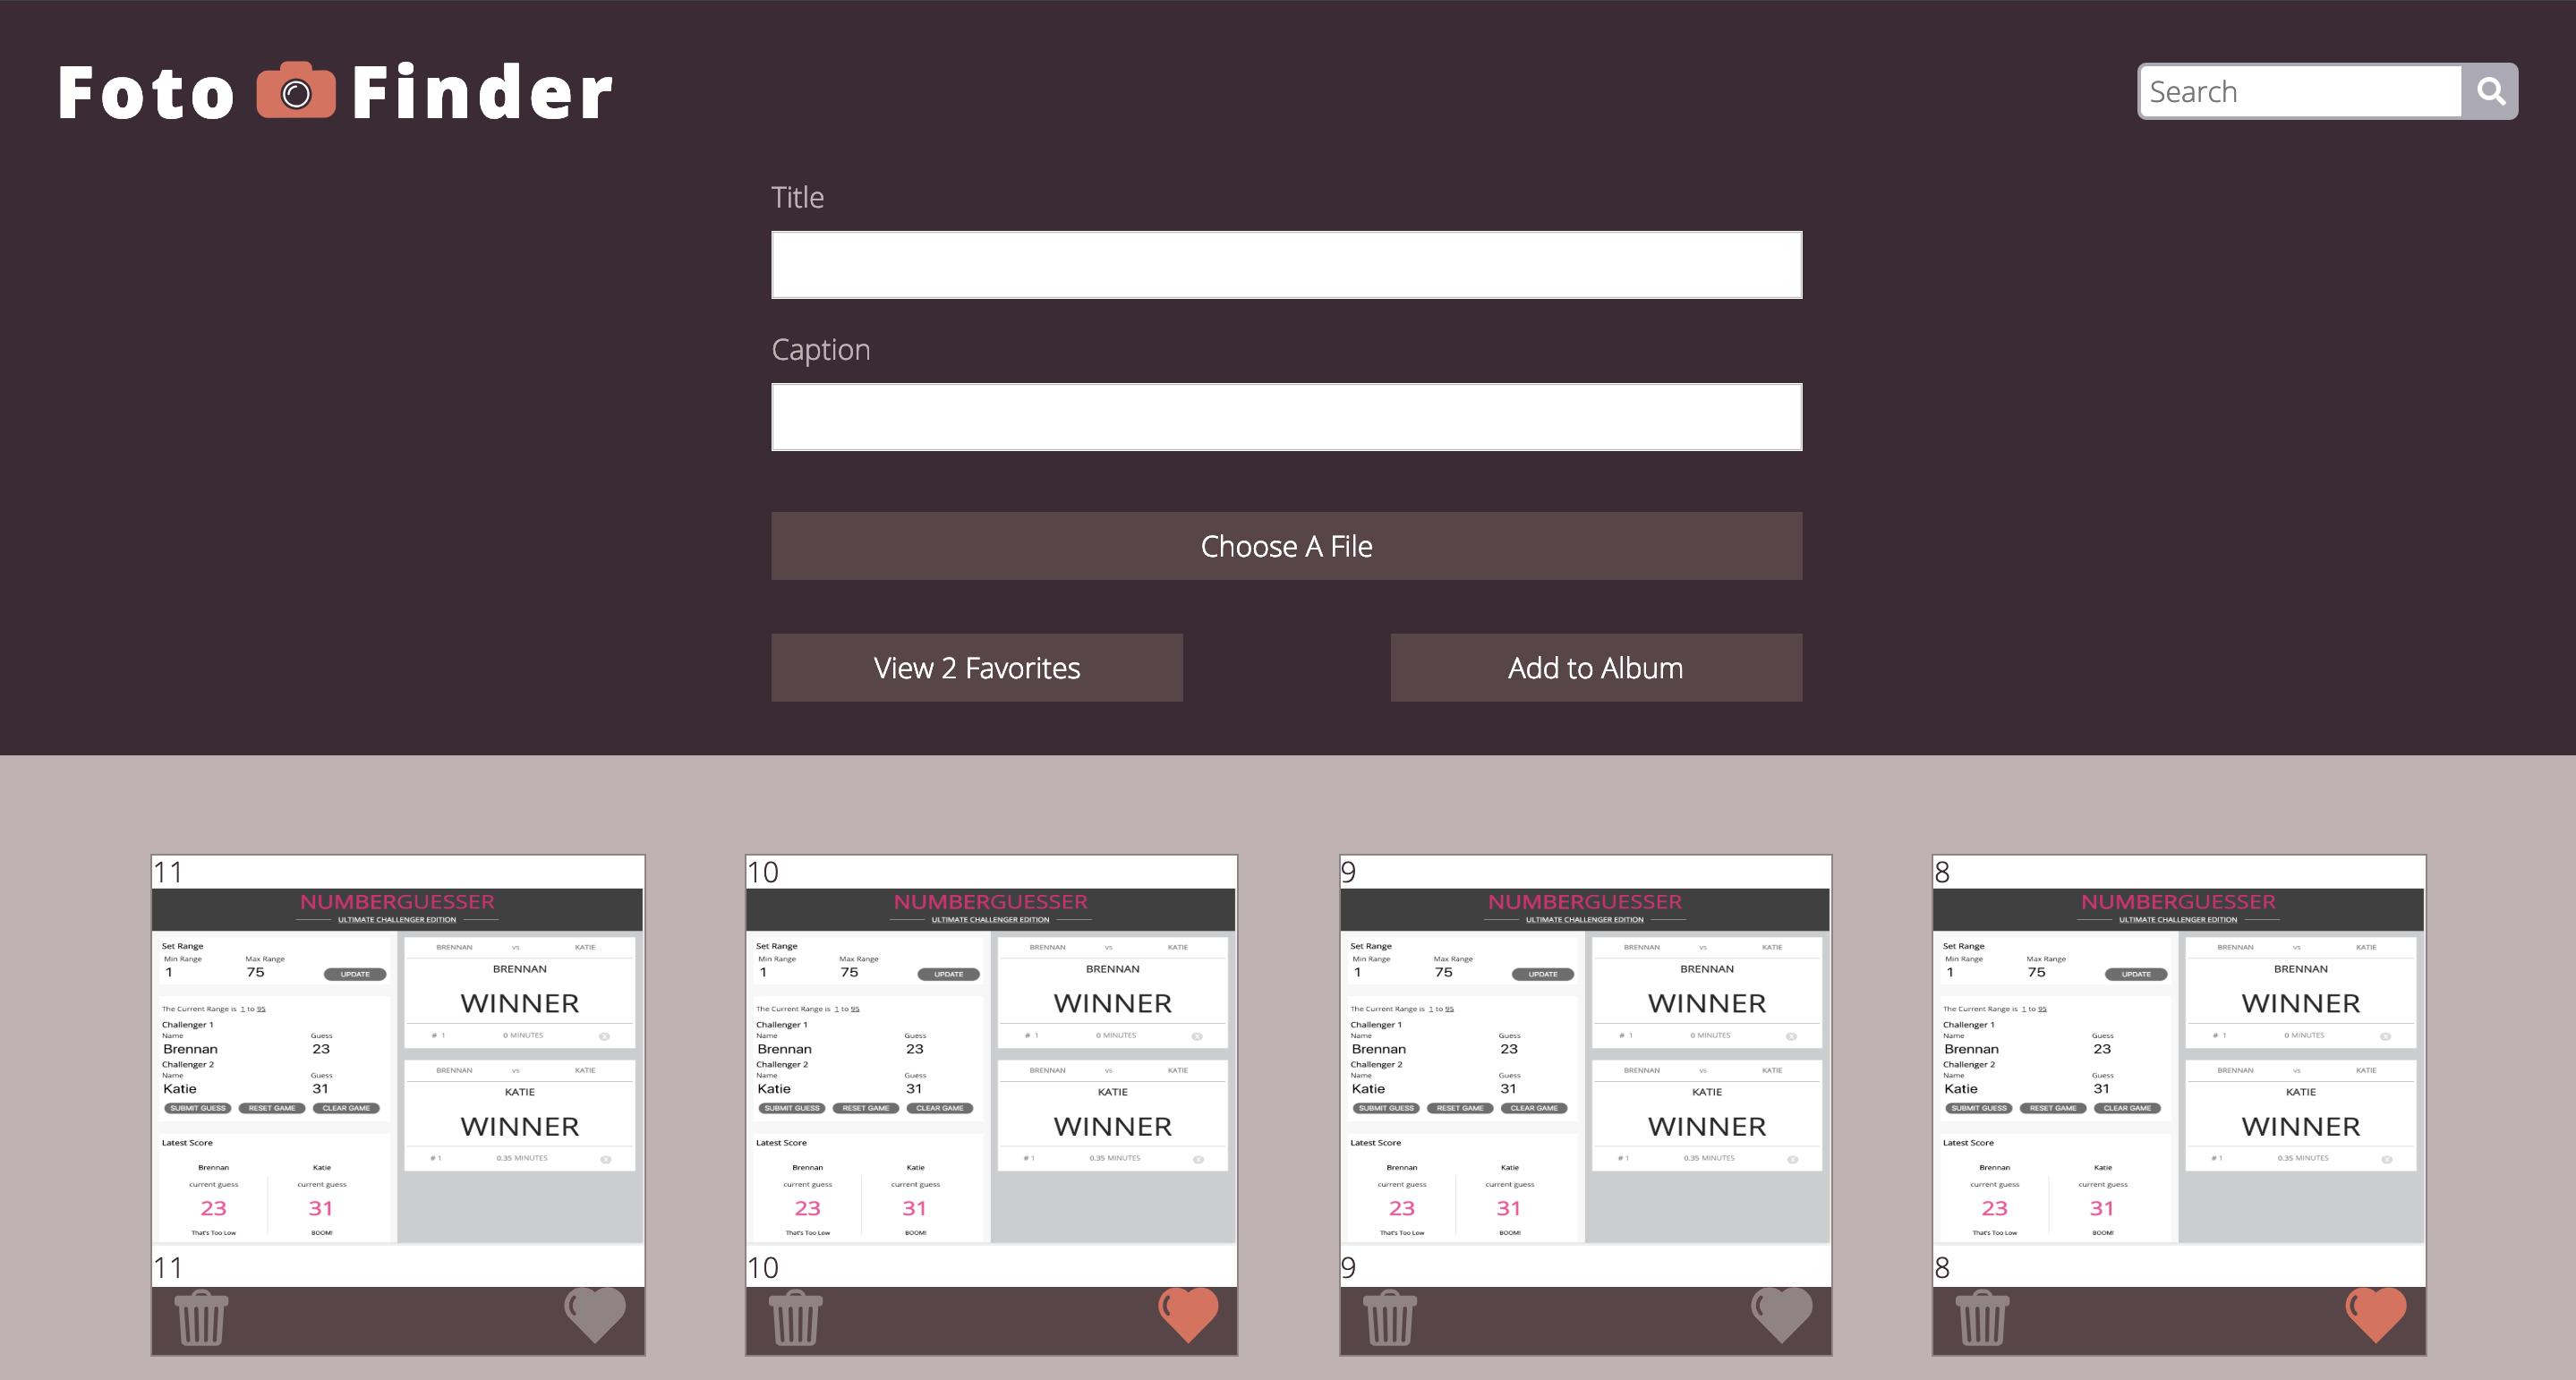 Foto Finder
Search
Title
Caption
Choose A File
View 2 Favorites
Add to Album
11
NUMBERGUESSER
ULTIMATE CHALLENGER EDITION
Set Range
Min Range Max Range
1 75 UPDATE
The Current Range is 1 to 95
Challenger 1
Name Guess
Brennan 23
Challenger 2
Name Guess
Katie 31
SUBMIT GUESS RESET GAME CLEAR GAME
Latest Score
Brennan Katie
current guess current guess
23 31
That's Too Low BOOM!
BRENNAN vs KATIE
BRENNAN
WINNER
# 1 0 MINUTES
BRENNAN vs KATIE
KATIE
WINNER
# 1 0.35 MINUTES
11
10
NUMBERGUESSER
ULTIMATE CHALLENGER EDITION
Set Range
Min Range Max Range
1 75 UPDATE
The Current Range is 1 to 95
Challenger 1
Name Guess
Brennan 23
Challenger 2
Name Guess
Katie 31
SUBMIT GUESS RESET GAME CLEAR GAME
Latest Score
Brennan Katie
current guess current guess
23 31
That's Too Low BOOM!
BRENNAN vs KATIE
BRENNAN
WINNER
# 1 0 MINUTES
BRENNAN vs KATIE
KATIE
WINNER
# 1 0.35 MINUTES
10
9
NUMBERGUESSER
ULTIMATE CHALLENGER EDITION
Set Range
Min Range Max Range
1 75 UPDATE
The Current Range is 1 to 95
Challenger 1
Name Guess
Brennan 23
Challenger 2
Name Guess
Katie 31
SUBMIT GUESS RESET GAME CLEAR GAME
Latest Score
Brennan Katie
current guess current guess
23 31
That's Too Low BOOM!
BRENNAN vs KATIE
BRENNAN
WINNER
# 1 0 MINUTES
BRENNAN vs KATIE
KATIE
WINNER
# 1 0.35 MINUTES
9
8
NUMBERGUESSER
ULTIMATE CHALLENGER EDITION
Set Range
Min Range Max Range
1 75 UPDATE
The Current Range is 1 to 95
Challenger 1
Name Guess
Brennan 23
Challenger 2
Name Guess
Katie 31
SUBMIT GUESS RESET GAME CLEAR GAME
Latest Score
Brennan Katie
current guess current guess
23 31
That's Too Low BOOM!
BRENNAN vs KATIE
BRENNAN
WINNER
# 1 0 MINUTES
BRENNAN vs KATIE
KATIE
WINNER
# 1 0.35 MINUTES
8